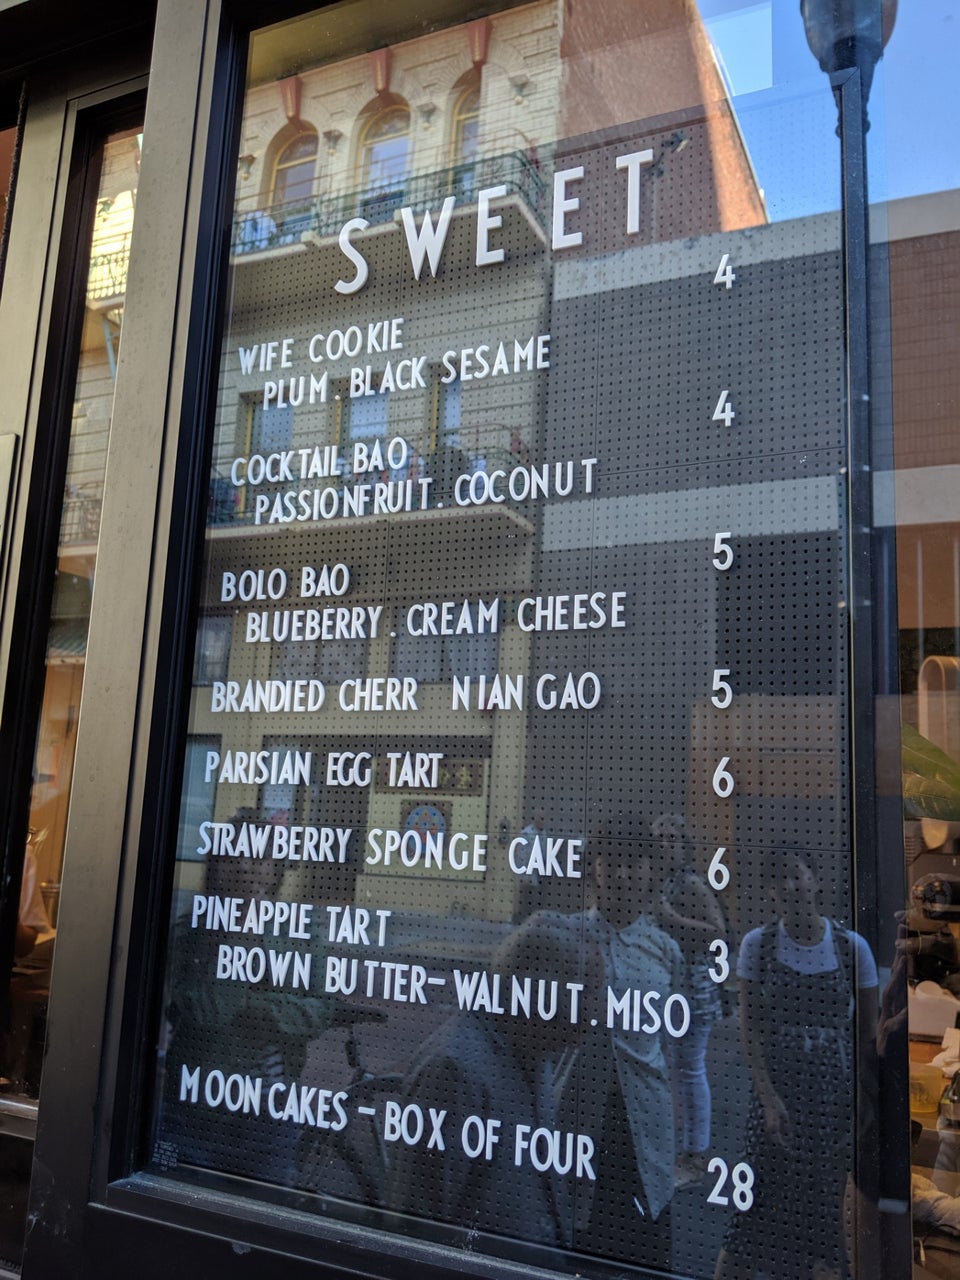 SWEET
4
WIFE COOKIE
PLUM . BLACK SESAME
4
COCKTAIL BAO
PASSIONFRUIT . COCONUT
5
BOLO BAO
BLUEBERRY . CREAM CHEESE
BRANDIED CHERR NIAN GAO 5
PARISIAN EGG TART 6
STRAWBERRY SPONGE CAKE 6
PINEAPPLE TART 3
BROWN BUTTER-WALNUT . MISO
MOONCAKES - BOX OF FOUR 28